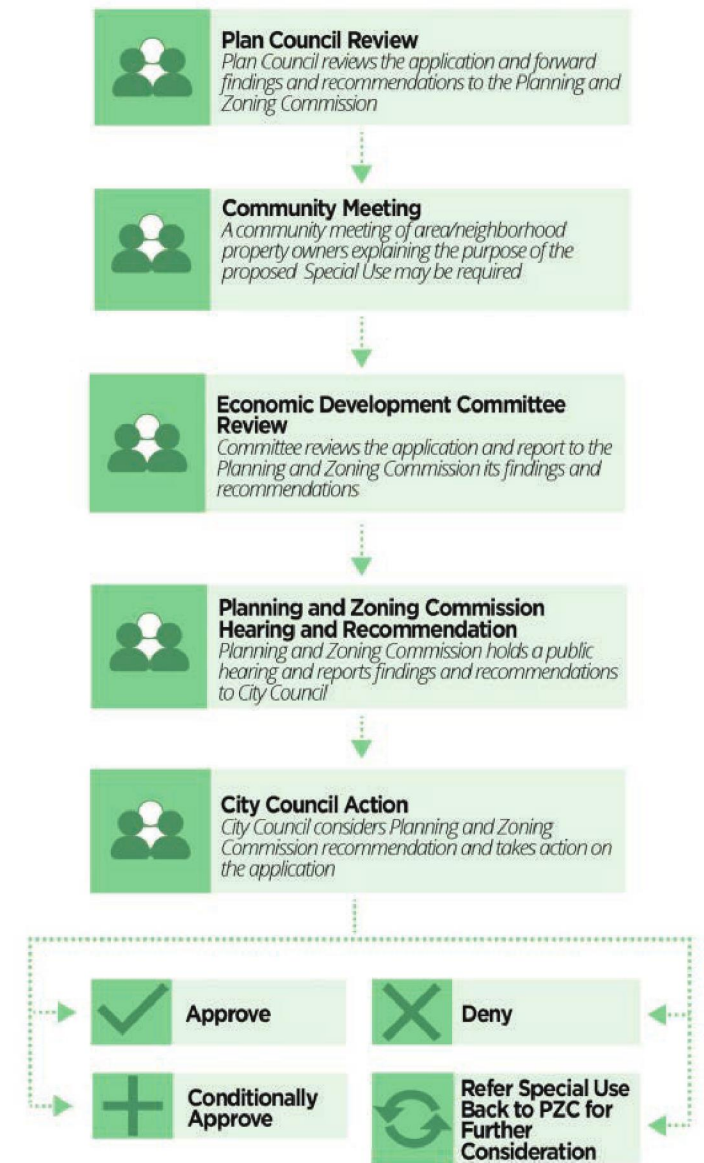 Plan Council Review
Plan Council reviews the application and forward
findings and recommendations to the Planning and
Zoning Commission
Community Meeting
A community meeting of area/neighborhood
property owners explaining the purpose of the
proposed Special Use may be required
Economic Development Committee
Review
Committee reviews the application and report to the
Planning and Zoning Commission its findings and
recommendations
Planning and Zoning Commission
Hearing and Recommendation
Planning and Zoning Commission holds a public
hearing and reports findings and recommendations
to City Council
City Council Action
City Council considers Planning and Zoning
Commission recommendation and takes action on
the application
Approve
Deny
Conditionally
Approve
Refer Special Use
Back to PZC for
Further
Consideration